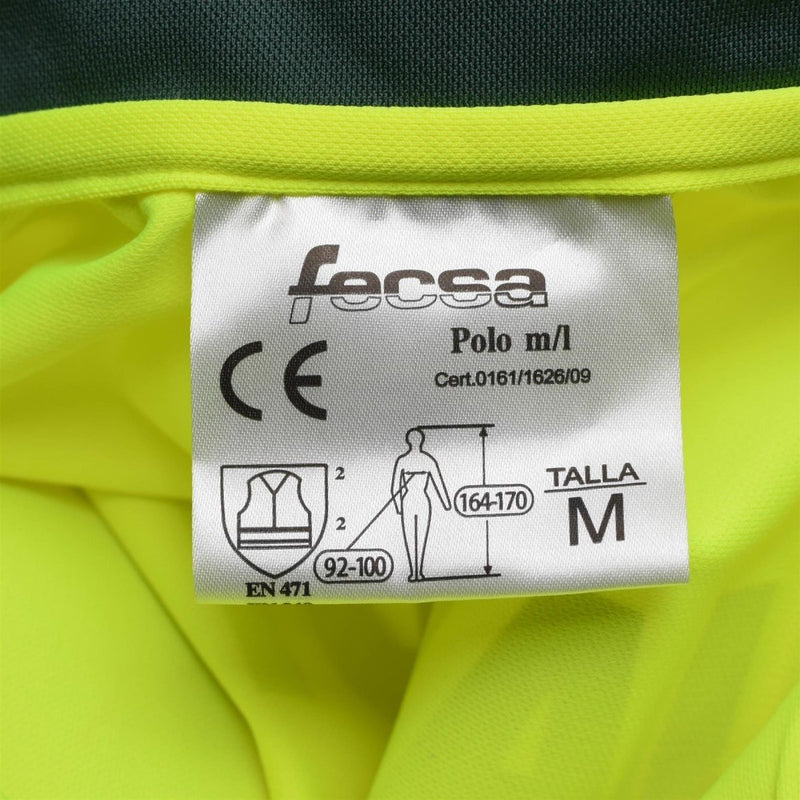 fecsa
CE
Polo m/l
Cert.0161/1626/09
2
2
164-170
92-100
TALLA
M
EN 471